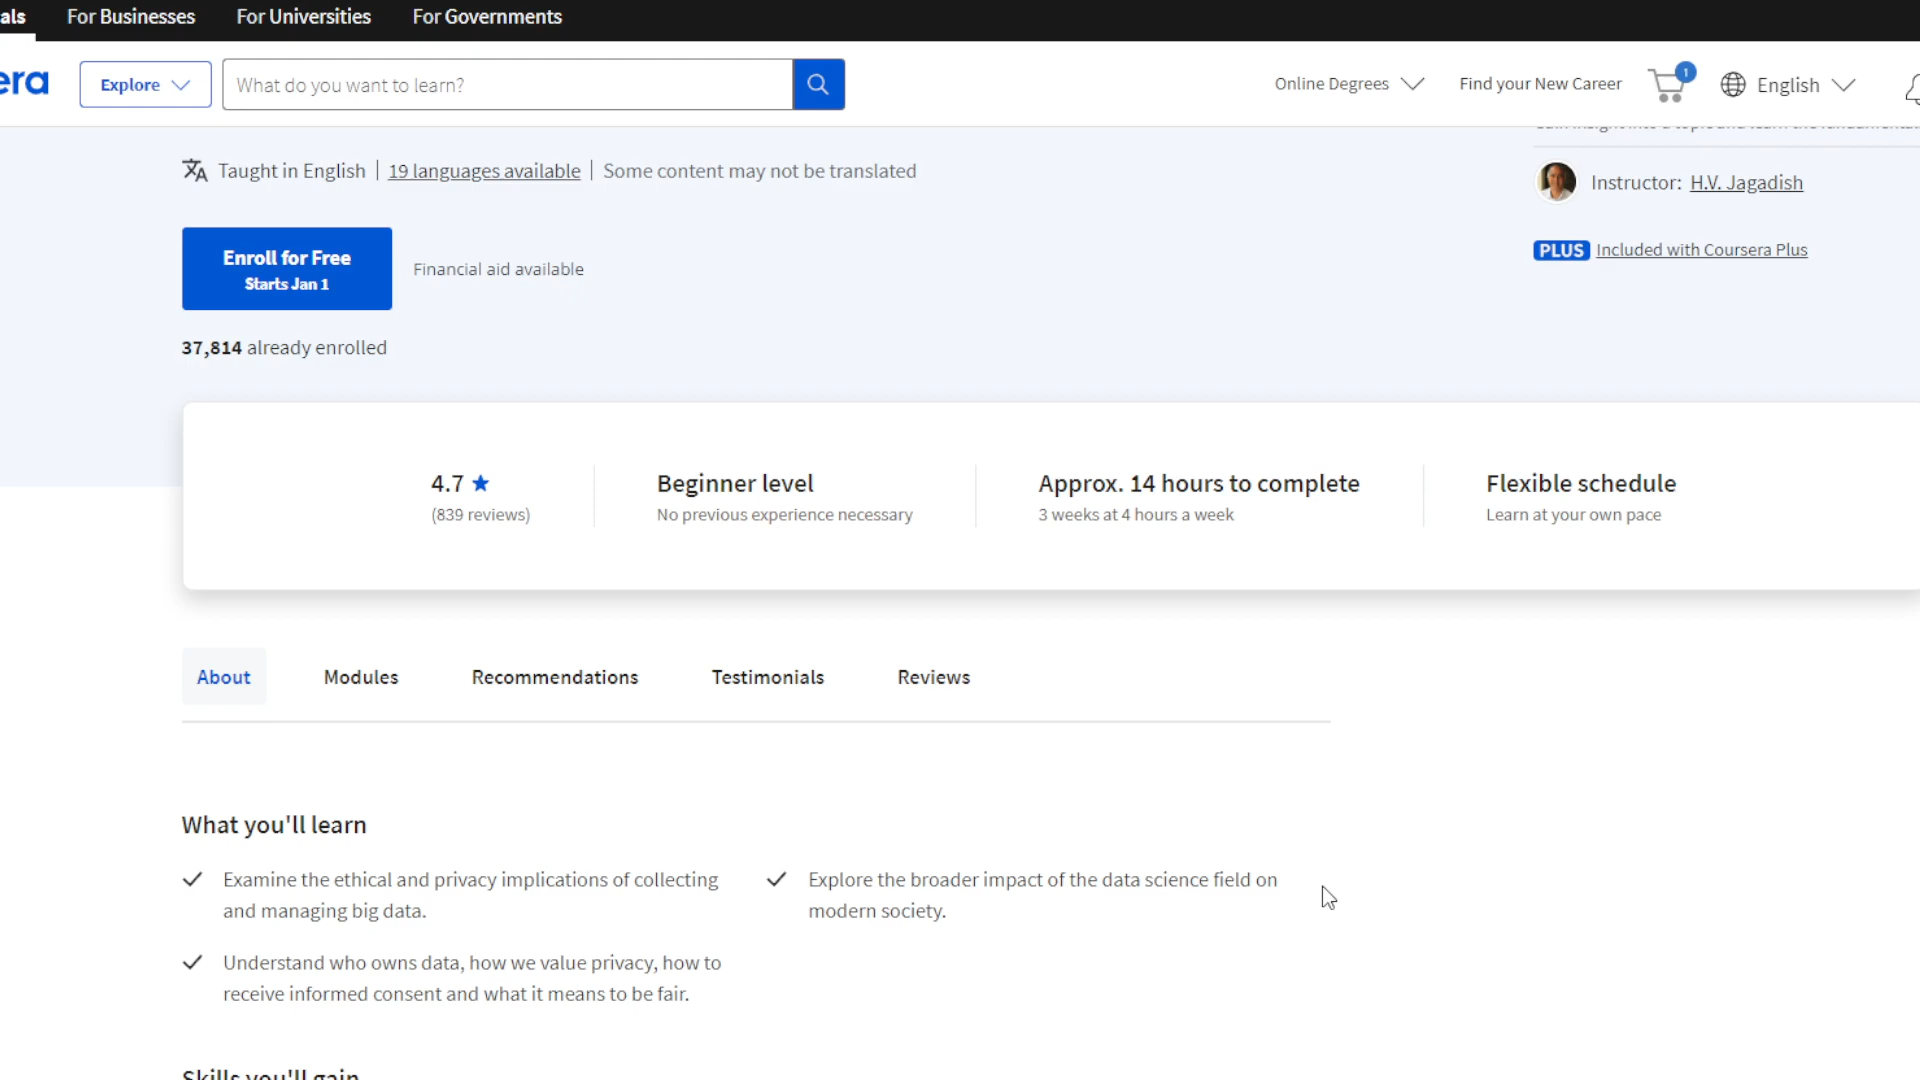 als For Businesses For Universities For Governments
era Explore What do you want to learn? Online Degrees Find your New Career 1 English
Taught in English | 19 languages available | Some content may not be translated
Instructor: H.V. Jagadish
Enroll for Free
Starts Jan 1
Financial aid available
PLUS Included with Coursera Plus
37,814 already enrolled
4.7 ★ Beginner level Approx. 14 hours to complete Flexible schedule
(839 reviews) No previous experience necessary 3 weeks at 4 hours a week Learn at your own pace
About Modules Recommendations Testimonials Reviews
What you'll learn
Examine the ethical and privacy implications of collecting
and managing big data.
Explore the broader impact of the data science field on
modern society.
Understand who owns data, how we value privacy, how to
receive informed consent and what it means to be fair.
Skills you'll gain